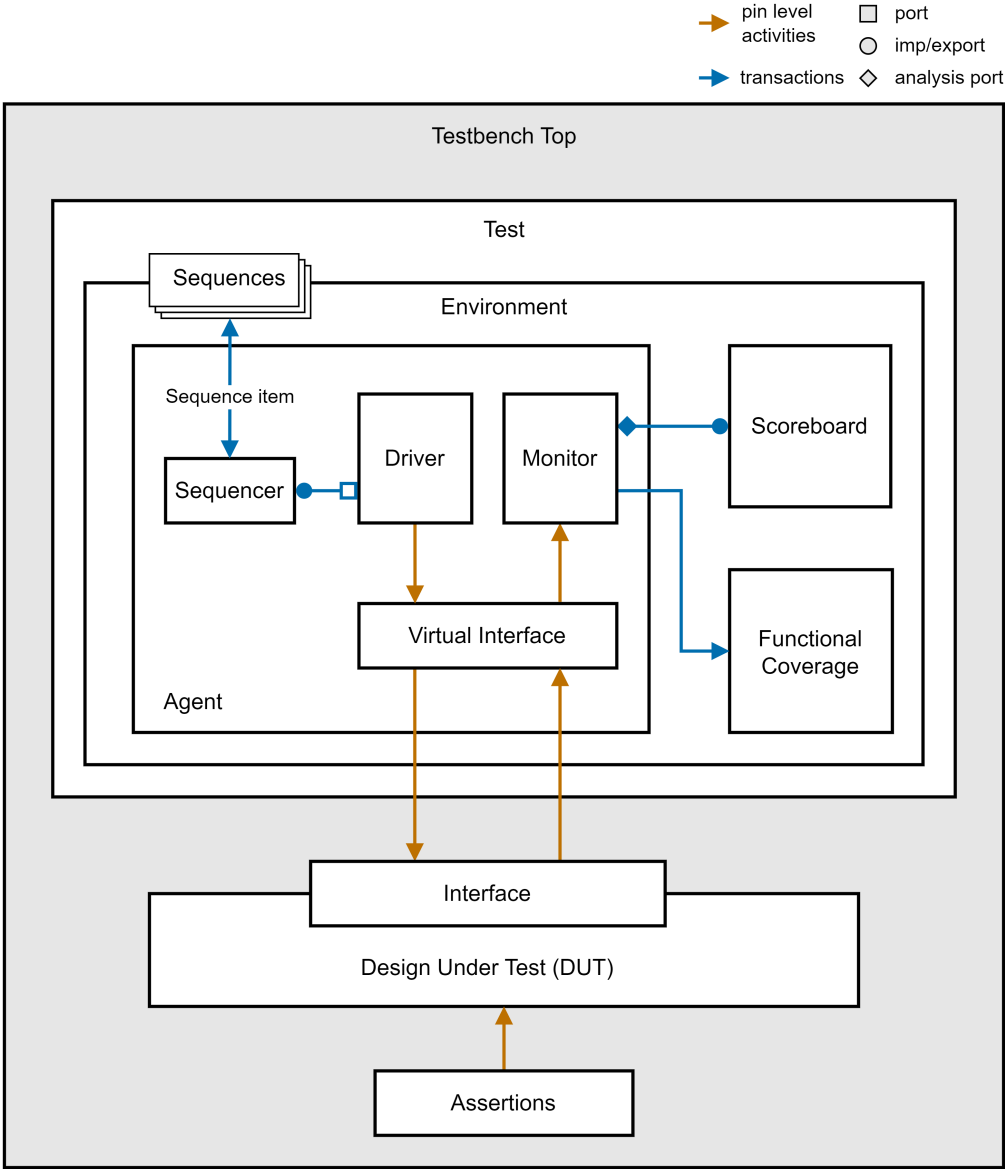 pin level
activities
port
imp/export
transactions
analysis port
Testbench Top
Test
Sequences
Environment
Sequence item
Driver
Monitor
Scoreboard
Sequencer
Virtual Interface
Functional
Coverage
Agent
Interface
Design Under Test (DUT)
Assertions